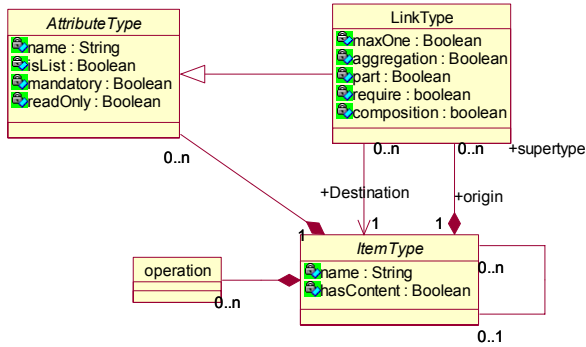 AttributeType
name : String
isList : Boolean
mandatory : Boolean
readOnly : Boolean
LinkType
maxOne : Boolean
aggregation : Boolean
part : Boolean
require : boolean
composition : boolean
0..n
0..n
0..n
+supertype
+Destination
+origin
1
1
1
ItemType
name : String
hasContent : Boolean
0..n
0..1
operation
0..n